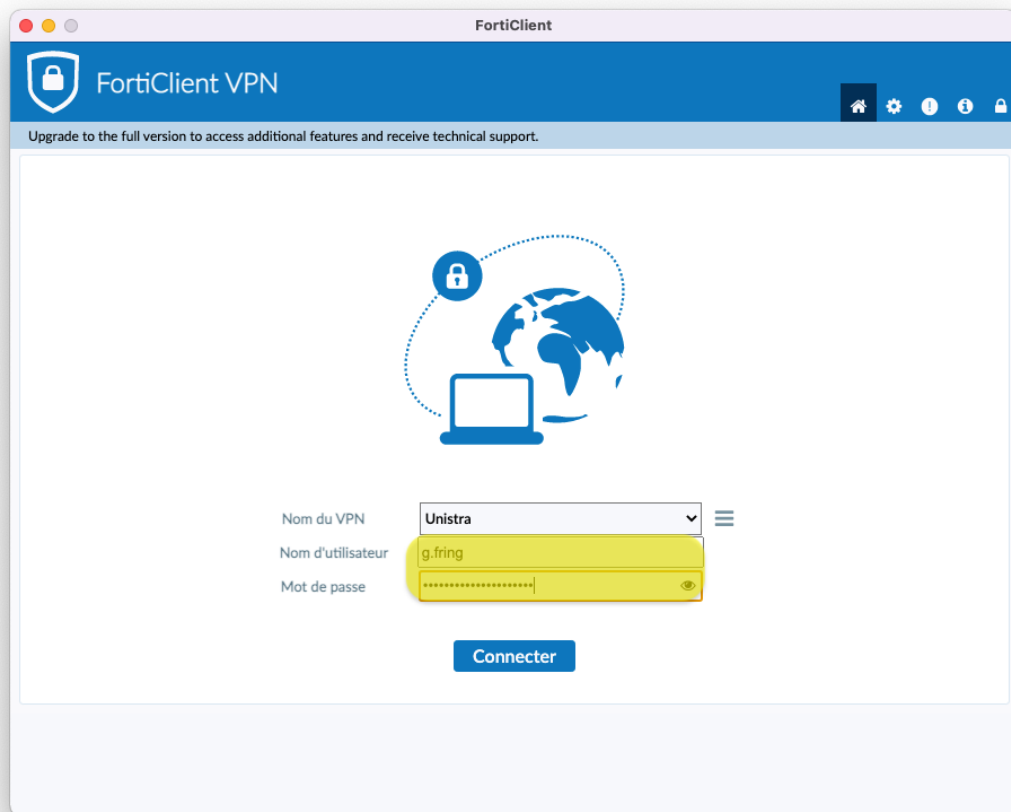 FortiClient
FortiClient VPN
Upgrade to the full version to access additional features and receive technical support.
Nom du VPN
Unistra
Nom d'utilisateur
g.fring
Mot de passe
•••••••••••••••••••••
Connecter